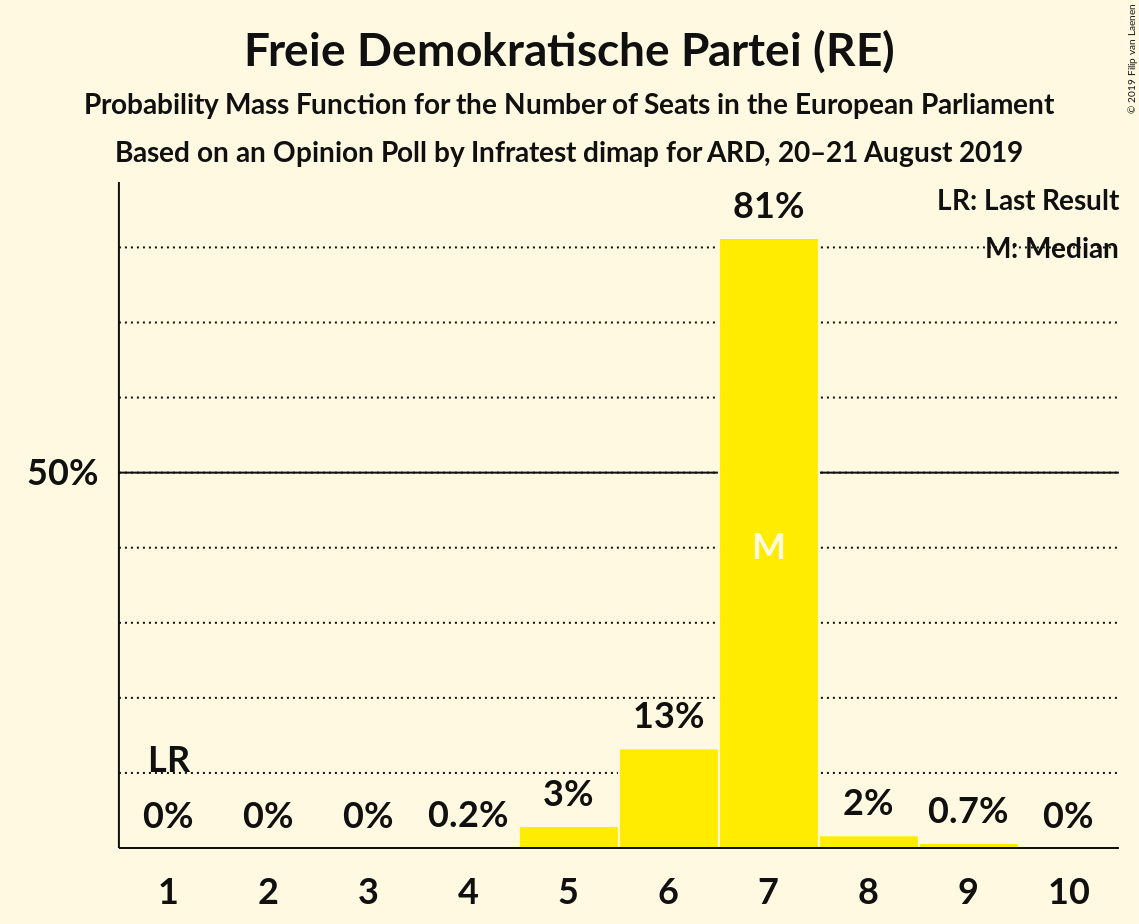 Freie Demokratische Partei (RE)
Probability Mass Function for the Number of Seats in the European Parliament
Based on an Opinion Poll by Infratest dimap for ARD, 20–21 August 2019
© 2019 Filip van Laenen
LR: Last Result
M: Median
81%
50%
M
13%
LR
3%
2%
0.7%
0% 0% 0% 0.2% 0%
1 2 3 4 5 6 7 8 9 10